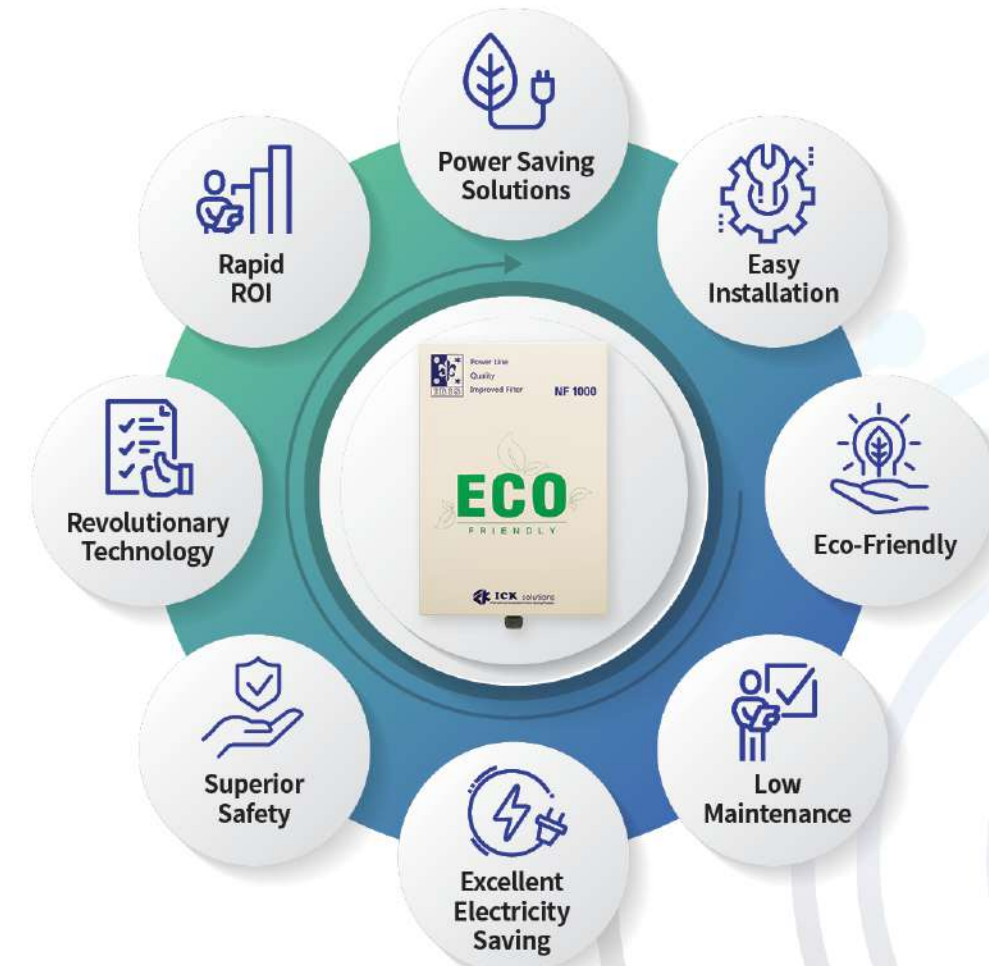 Power Saving
Solutions
Easy
Installation
Eco-Friendly
Low
Maintenance
Excellent
Electricity
Saving
Superior
Safety
Revolutionary
Technology
Rapid
ROI
Power Line
Quality
Improved Filter
NF 1000
ECO
FRIENDLY
ICK solutions